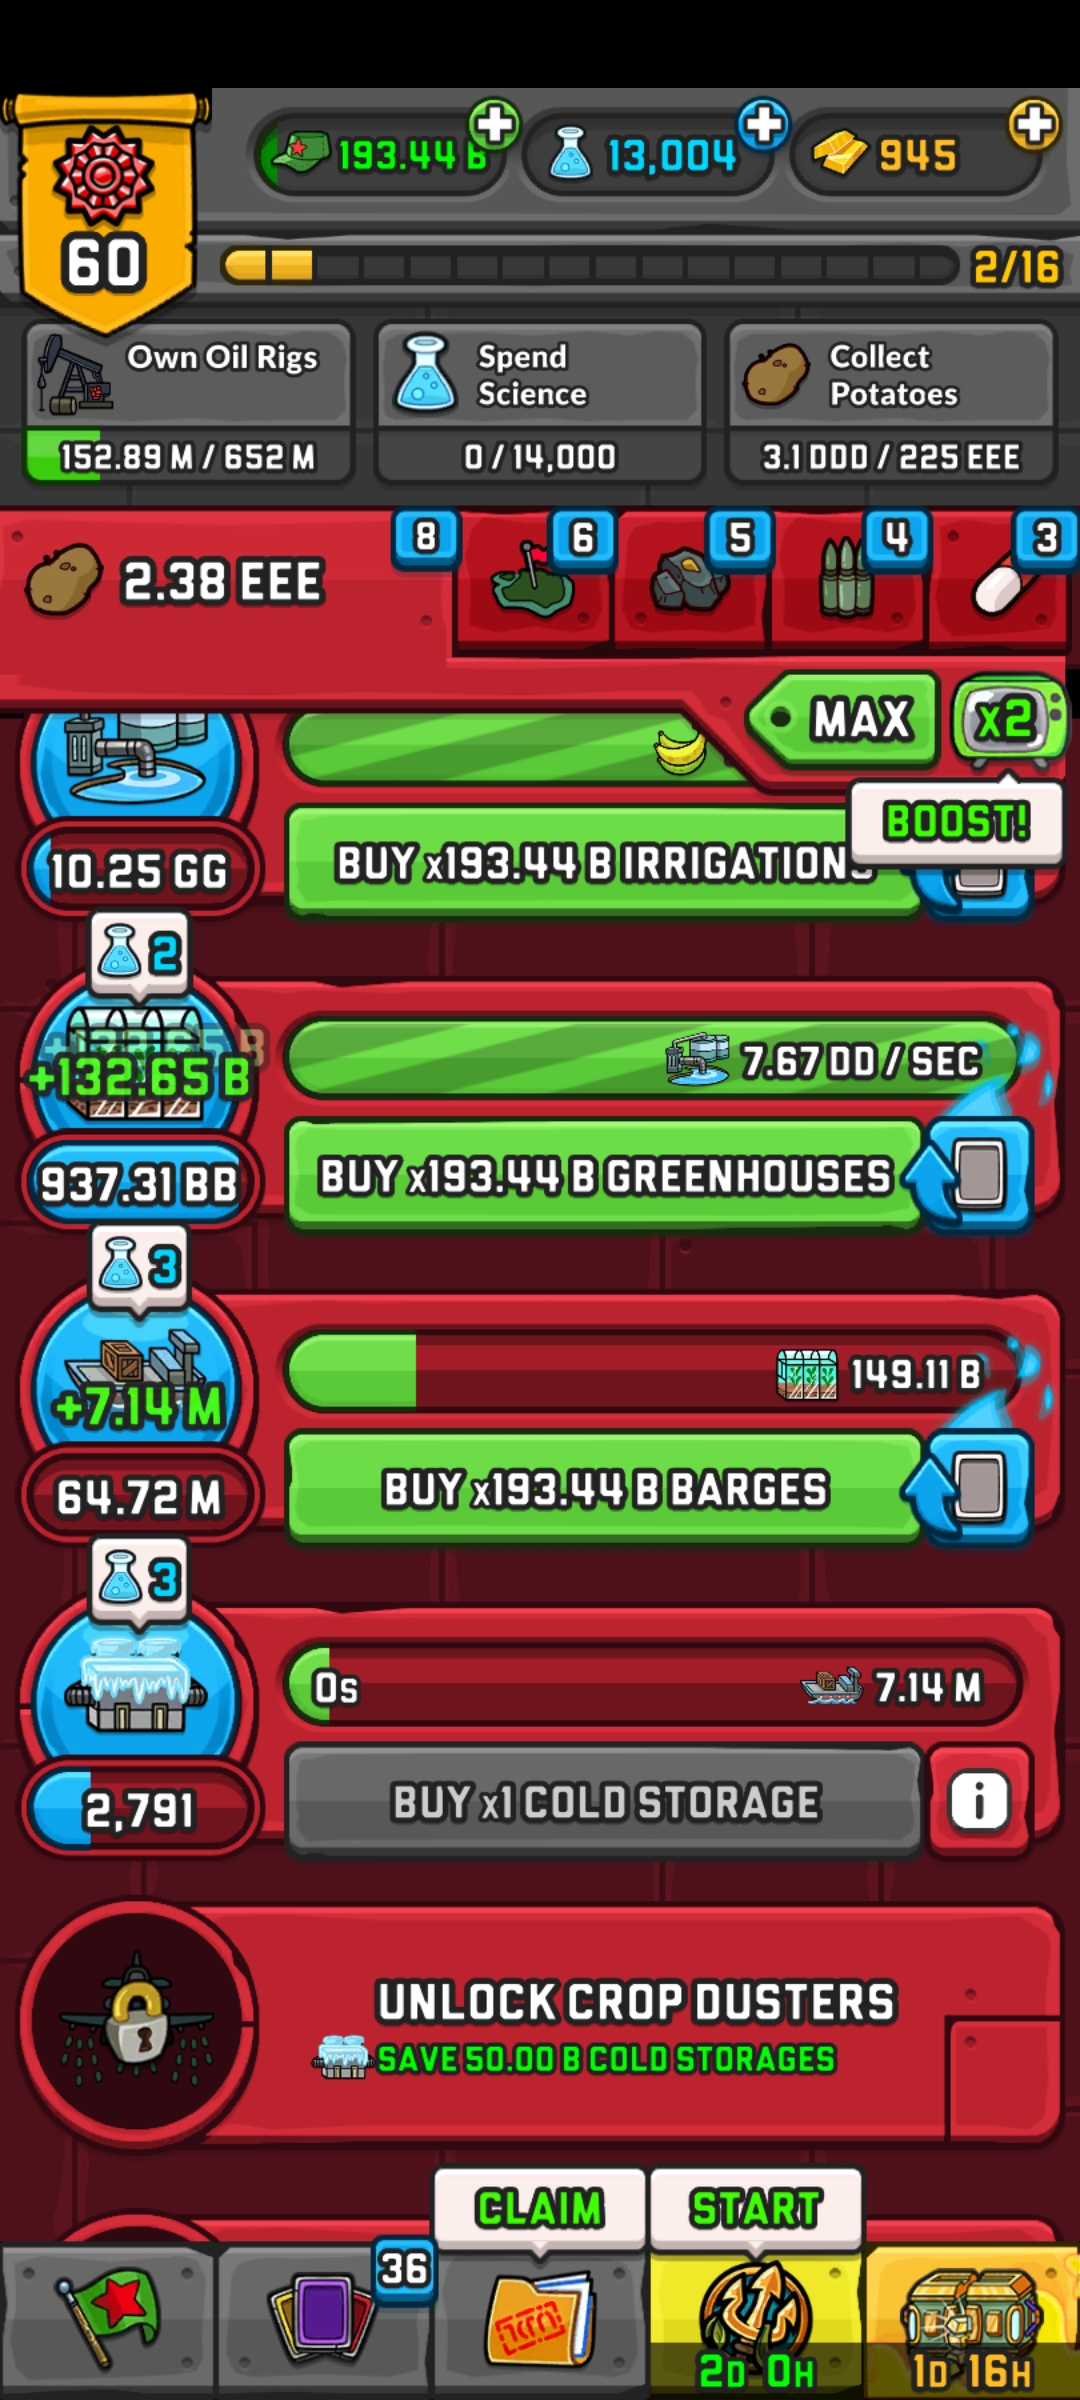 193.44 B
13,004
945
60
2/16
Own Oil Rigs
152.89 M / 652 M
Spend
Science
0 / 14,000
Collect
Potatoes
3.1 DDD / 225 EEE
2.38 EEE
8
6
5
4
3
MAX
x2
BOOST!
10.25 GG
BUY x193.44 B IRRIGATIONS
2
+132.65 B
937.31 BB
7.67 DD / SEC
BUY x193.44 B GREENHOUSES
3
+7.14 M
64.72 M
149.11 B
BUY x193.44 B BARGES
3
2,791
0s
7.14 M
BUY x1 COLD STORAGE
i
UNLOCK CROP DUSTERS
SAVE 50.00 B COLD STORAGES
CLAIM
START
36
2D 0H
1D 16H